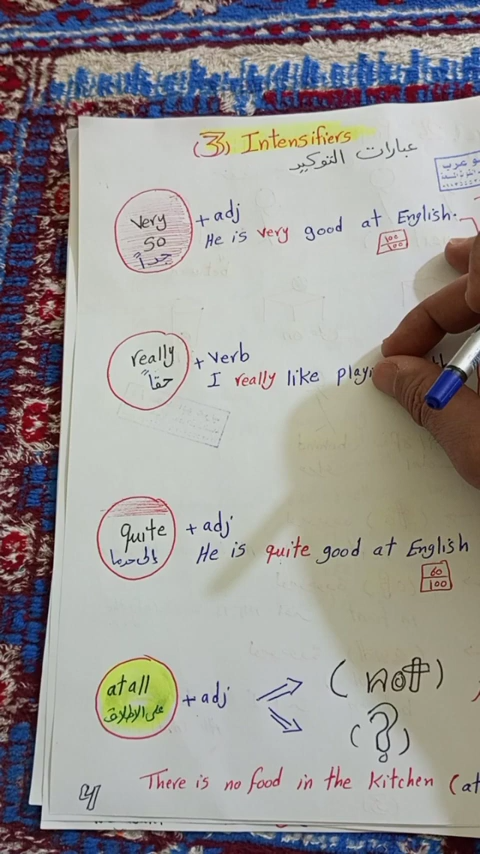 (3) Intensifiers
عبارات التوكيد
Very
so
جداً
+ adj
He is very good at English.
100
100
really
حقاً
+ Verb
I really like
quite
إلى حد ما
+ adj
He is quite good at English
60
100
at all
على الإطلاق
+ adj
(not)
(?)
There is no food in the kitchen (at